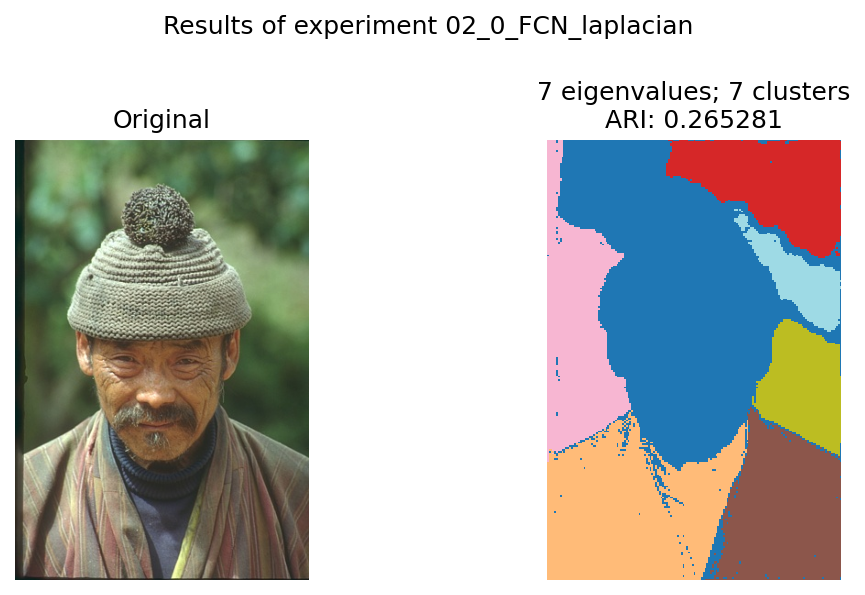 Results of experiment 02_0_FCN_laplacian
Original
7 eigenvalues; 7 clusters
ARI: 0.265281